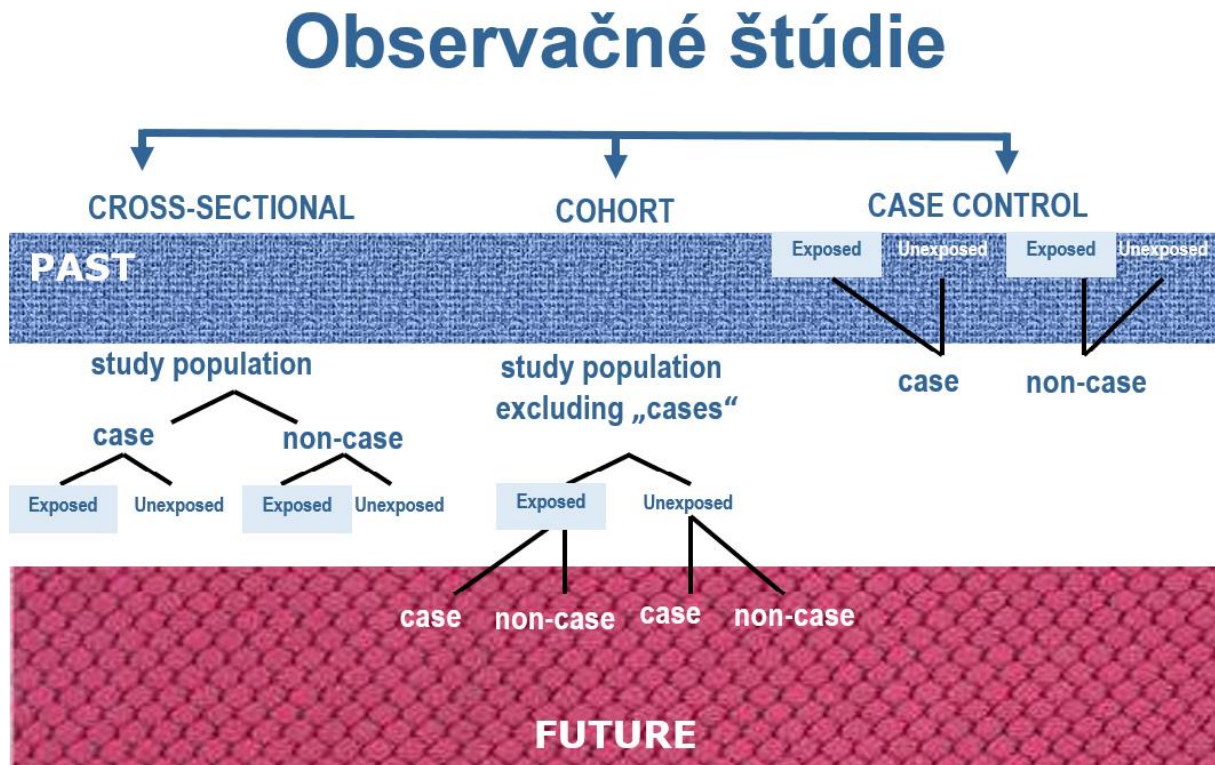 Observačné štúdie
CROSS-SECTIONAL
COHORT
CASE CONTROL
PAST
Exposed
Unexposed
Exposed
Unexposed
case
non-case
study population
case
non-case
Exposed
Unexposed
Exposed
Unexposed
study population
excluding „cases“
Exposed
Unexposed
case
non-case
case
non-case
FUTURE